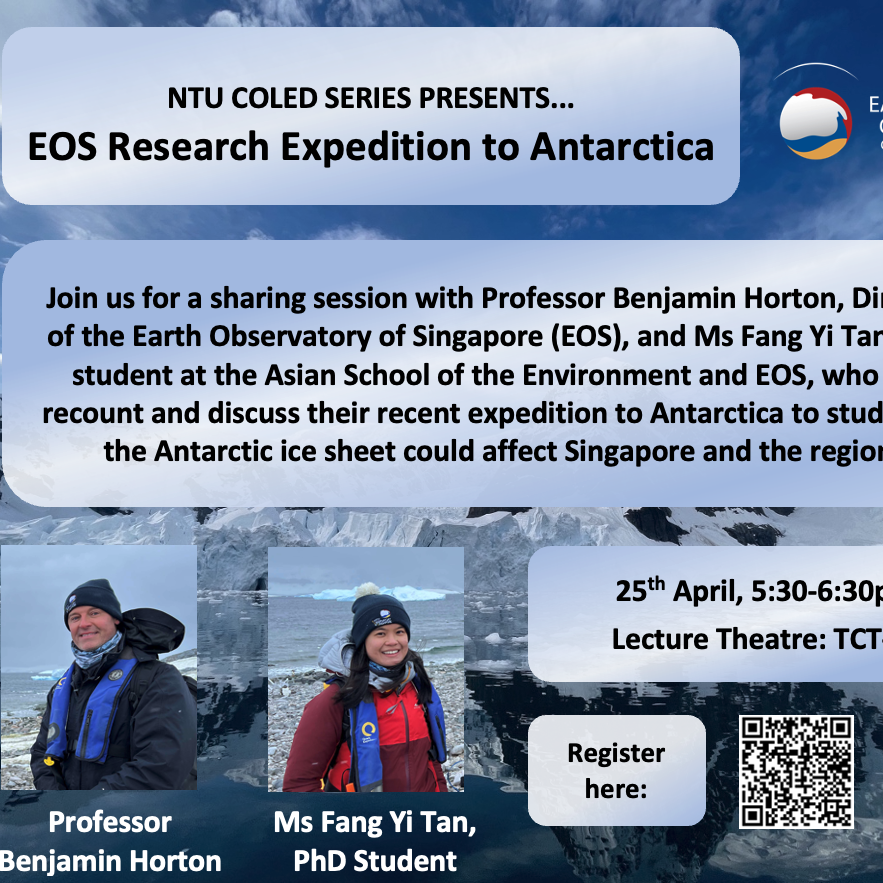 NTU COLED SERIES PRESENTS...
EOS Research Expedition to Antarctica
Join us for a sharing session with Professor Benjamin Horton,
of the Earth Observatory of Singapore (EOS), and Ms Fang Yi Tan
student at the Asian School of the Environment and EOS, who
recount and discuss their recent expedition to Antarctica to
the Antarctic ice sheet could affect Singapore and the region
25th April, 5:30-6:30p
Lecture Theatre: TCT-
Register
here:
Professor
Benjamin Horton
Ms Fang Yi Tan,
PhD Student